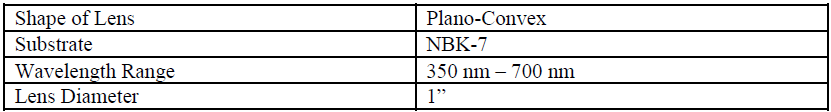 Shape of Lens Plano-Convex
Substrate NBK-7
Wavelength Range 350 nm – 700 nm
Lens Diameter 1”